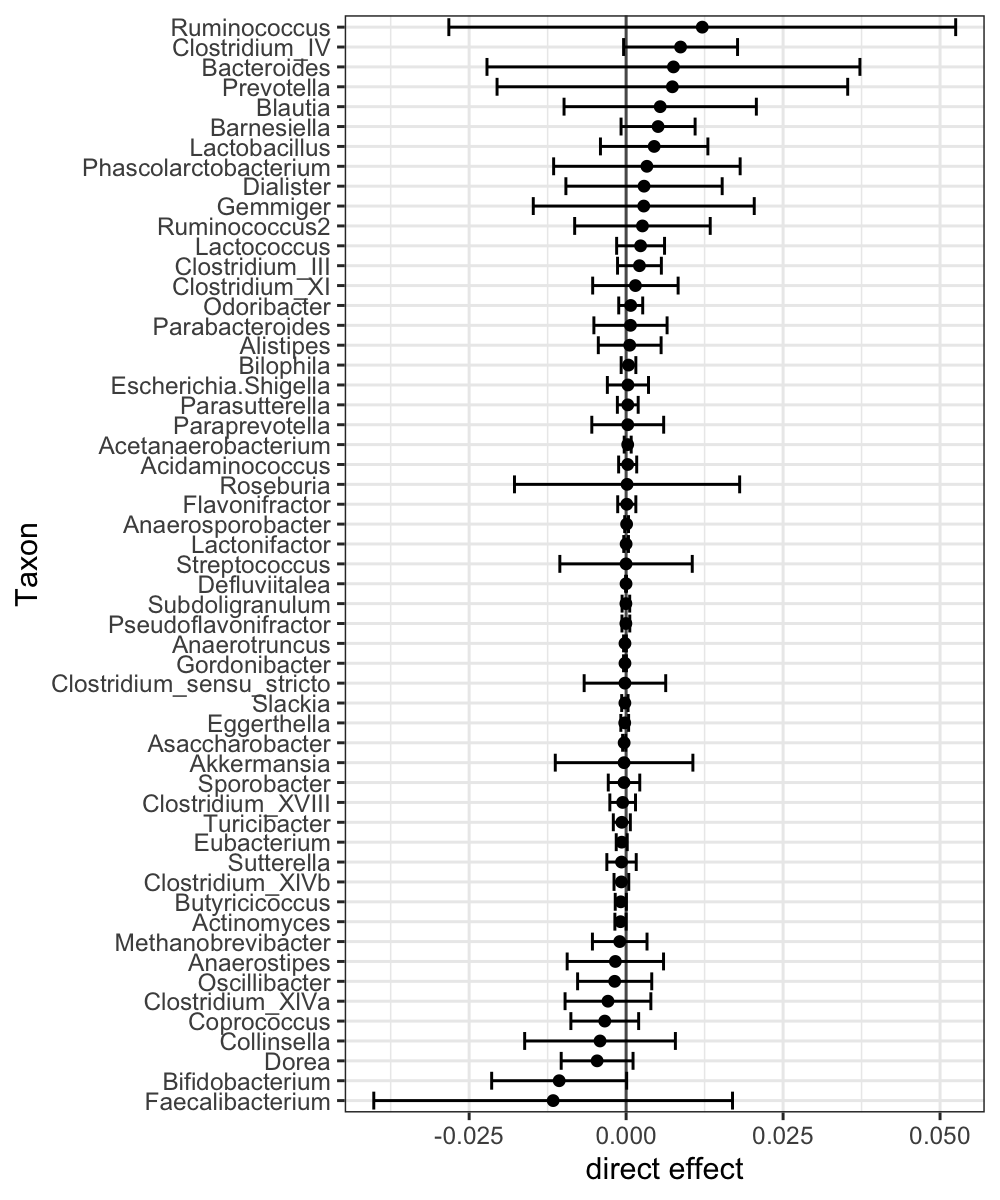 Ruminococcus
Clostridium_IV
Bacteroides
Prevotella
Blautia
Barnesiella
Lactobacillus
Phascolarctobacterium
Dialister
Gemmiger
Ruminococcus2
Lactococcus
Clostridium_III
Clostridium_XI
Odoribacter
Parabacteroides
Alistipes
Bilophila
Escherichia.Shigella
Parasutterella
Paraprevotella
Acetanaerobacterium
Acidaminococcus
Roseburia
Flavonifractor
Anaerosporobacter
Lactonifactor
Streptococcus
Defluviitalea
Subdoligranulum
Pseudoflavonifractor
Anaerotruncus
Gordonibacter
Clostridium_sensu_stricto
Slackia
Eggerthella
Asaccharobacter
Akkermansia
Sporobacter
Clostridium_XVIII
Turicibacter
Eubacterium
Sutterella
Clostridium_XlVb
Butyricicoccus
Actinomyces
Methanobrevibacter
Anaerostipes
Oscillibacter
Clostridium_XlVa
Coprococcus
Collinsella
Dorea
Bifidobacterium
Faecalibacterium
Taxon
-0.025 0.000 0.025 0.050
direct effect